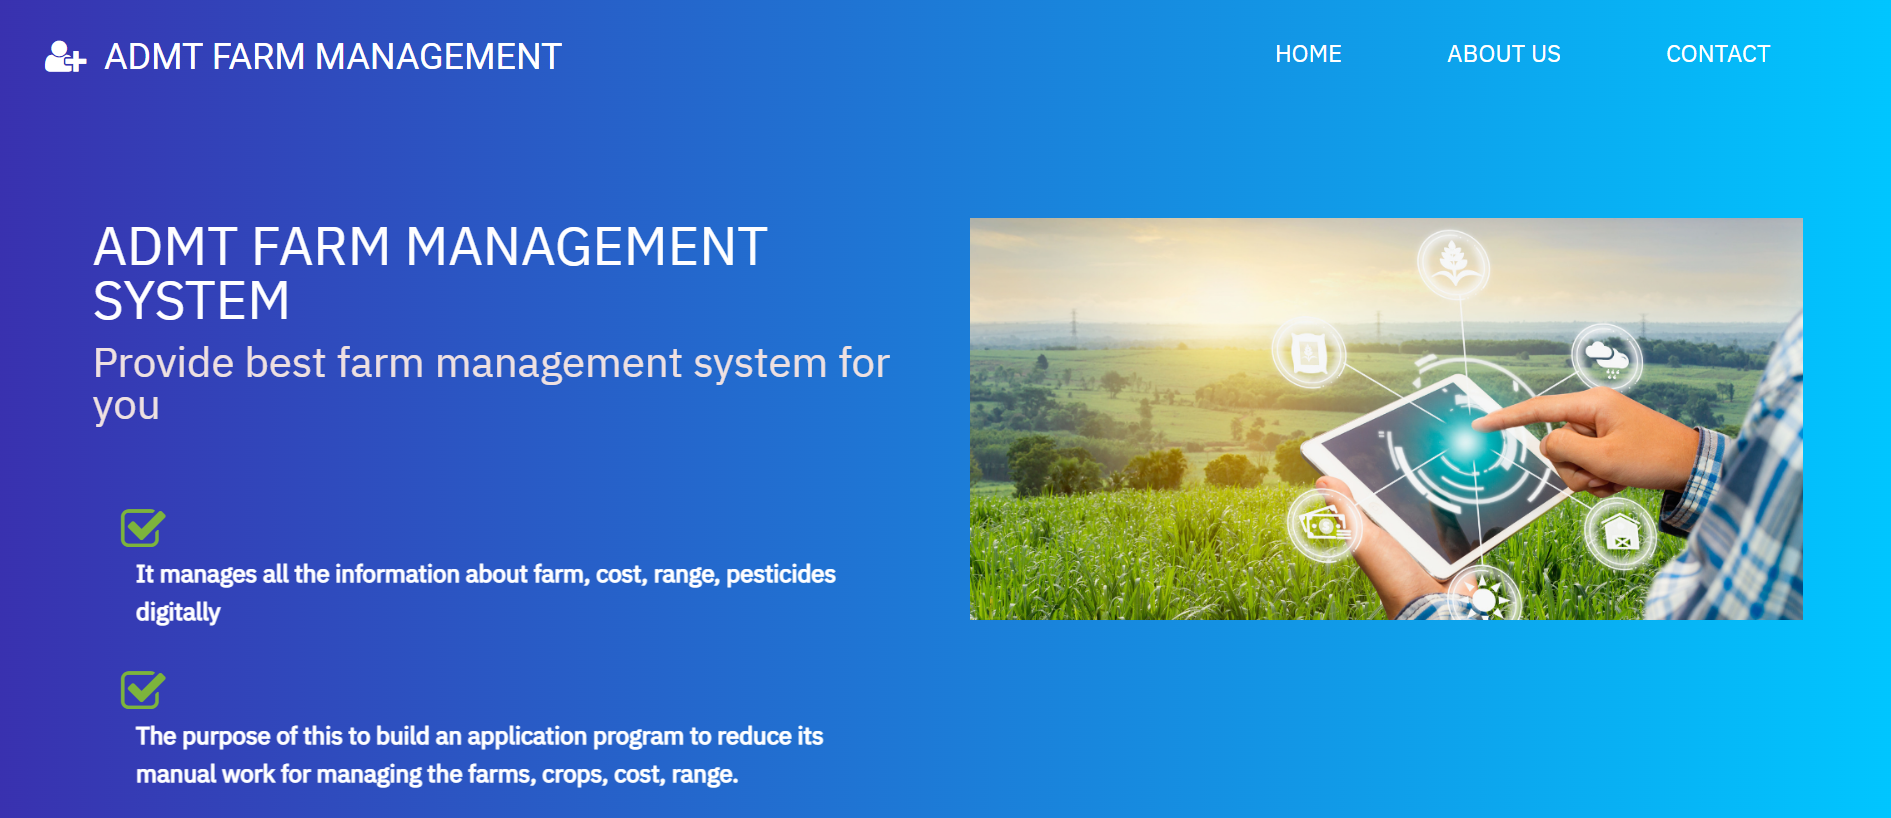 ADMT FARM MANAGEMENT
HOME
ABOUT US
CONTACT
ADMT FARM MANAGEMENT
SYSTEM
Provide best farm management system for
you
It manages all the information about farm, cost, range, pesticides
digitally
The purpose of this to build an application program to reduce its
manual work for managing the farms, crops, cost, range.